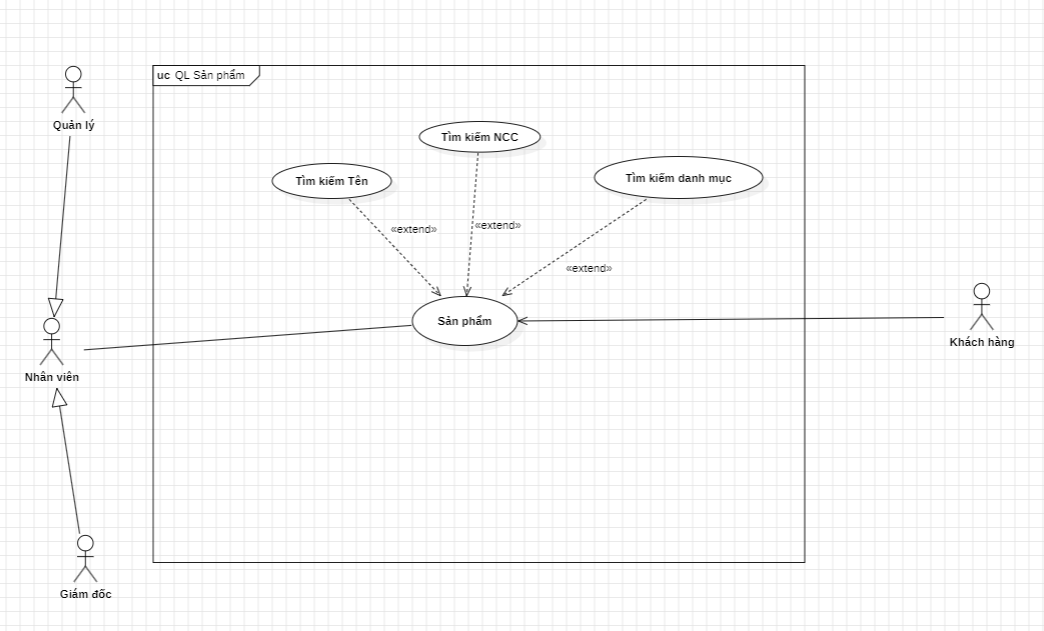 uc QL Sản phẩm
Quản lý
Tìm kiếm NCC
Tìm kiếm Tên
Tìm kiếm danh mục
«extend»
«extend»
«extend»
Sản phẩm
Khách hàng
Nhân viên
Giám đốc